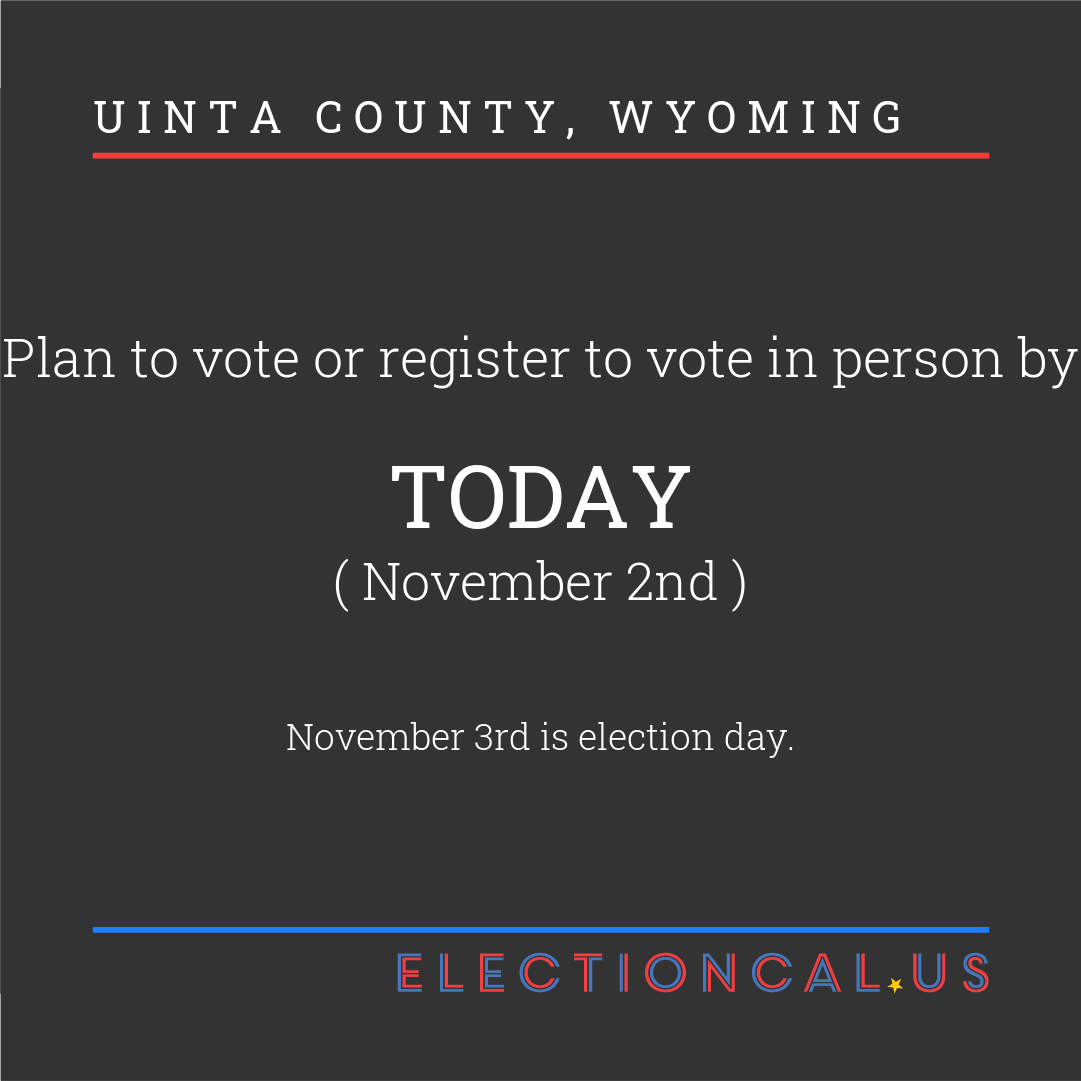 UINTA COUNTY, WYOMING
Plan to vote or register to vote in person by
TODAY
( November 2nd )
November 3rd is election day.
ELECTIONCAL.US